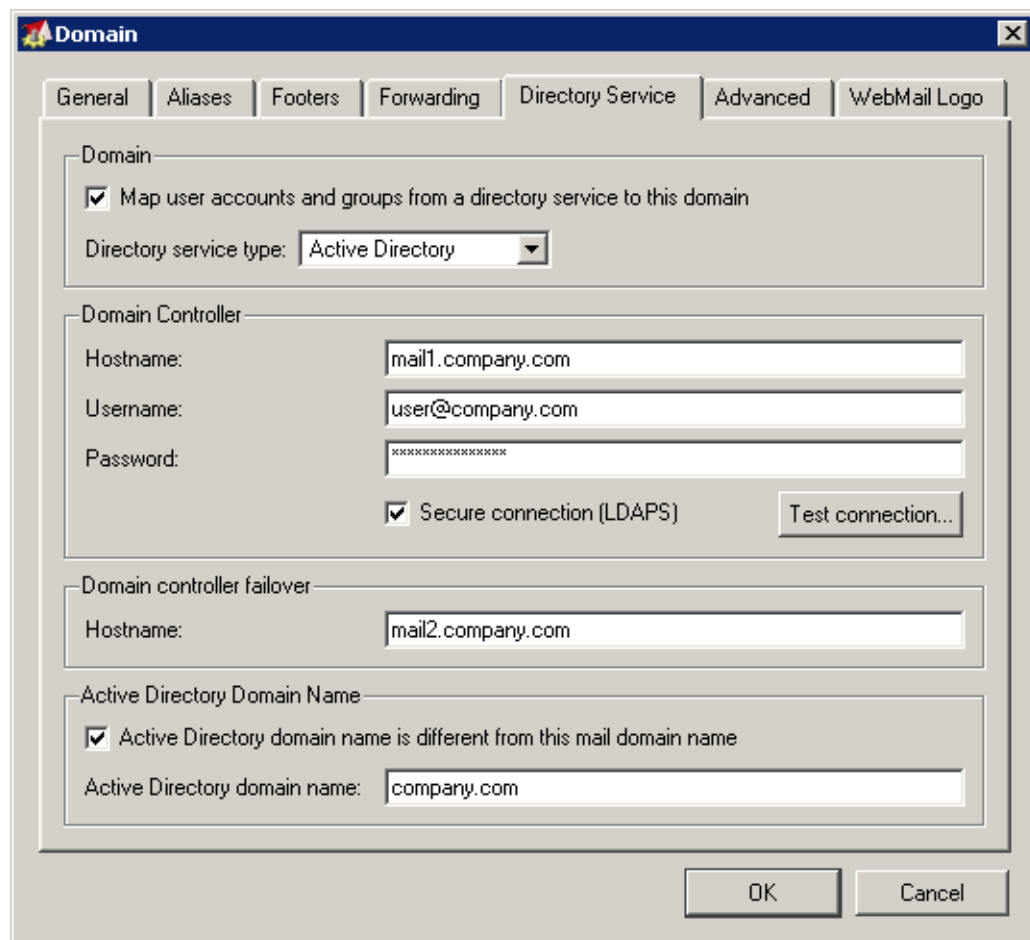 Domain
General Aliases Footers Forwarding Directory Service Advanced WebMail Logo
Domain
Map user accounts and groups from a directory service to this domain
Directory service type: Active Directory
Domain Controller
Hostname: mail1.company.com
Username: user@company.com
Password: ***************
Secure connection (LDAPS) Test connection...
Domain controller failover
Hostname: mail2.company.com
Active Directory Domain Name
Active Directory domain name is different from this mail domain name
Active Directory domain name: company.com
OK Cancel